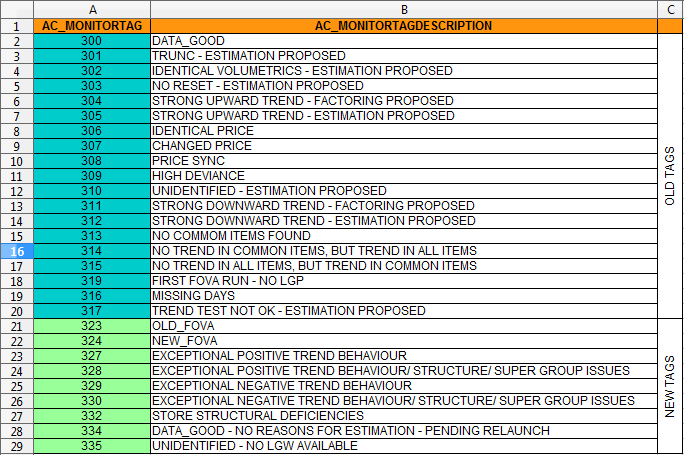 A B C
1 AC_MONITORTAG AC_MONITORTAGDESCRIPTION
2 300 DATA_GOOD
3 301 TRUNC - ESTIMATION PROPOSED
4 302 IDENTICAL VOLUMETRICS - ESTIMATION PROPOSED
5 303 NO RESET - ESTIMATION PROPOSED
6 304 STRONG UPWARD TREND - FACTORING PROPOSED
7 305 STRONG UPWARD TREND - ESTIMATION PROPOSED
8 306 IDENTICAL PRICE
9 307 CHANGED PRICE
10 308 PRICE SYNC
11 309 HIGH DEVIANCE
12 310 UNIDENTIFIED - ESTIMATION PROPOSED
13 311 STRONG DOWNWARD TREND - FACTORING PROPOSED
14 312 STRONG DOWNWARD TREND - ESTIMATION PROPOSED
15 313 NO COMMOM ITEMS FOUND
16 314 NO TREND IN COMMON ITEMS, BUT TREND IN ALL ITEMS
17 315 NO TREND IN ALL ITEMS, BUT TREND IN COMMON ITEMS
18 319 FIRST FOVA RUN - NO LGP
19 316 MISSING DAYS
20 317 TREND TEST NOT OK - ESTIMATION PROPOSED
OLD TAGS
21 323 OLD_FOVA
22 324 NEW_FOVA
23 327 EXCEPTIONAL POSITIVE TREND BEHAVIOUR
24 328 EXCEPTIONAL POSITIVE TREND BEHAVIOUR/ STRUCTURE/ SUPER GROUP ISSUES
25 329 EXCEPTIONAL NEGATIVE TREND BEHAVIOUR
26 330 EXCEPTIONAL NEGATIVE TREND BEHAVIOUR/ STRUCTURE/ SUPER GROUP ISSUES
27 332 STORE STRUCTURAL DEFICIENCIES
28 334 DATA_GOOD - NO REASONS FOR ESTIMATION - PENDING RELAUNCH
29 335 UNIDENTIFIED - NO LGW AVAILABLE
NEW TAGS